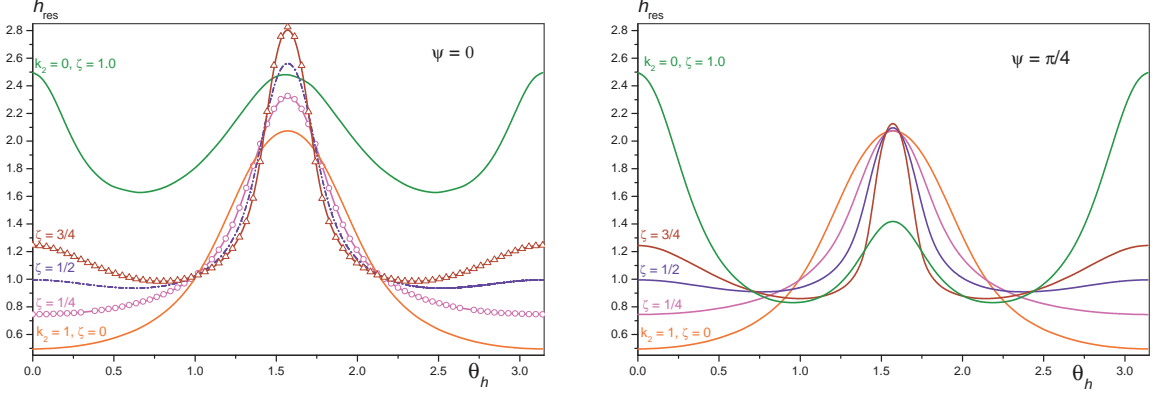 h_res
2.8
2.6
2.4
2.2
2.0
1.8
1.6
1.4
1.2
1.0
0.8
0.6
0.0
0.5
1.0
1.5
2.0
2.5
3.0
θ_h
ψ = 0
k_2 = 0, ζ = 1.0
ζ = 3/4
ζ = 1/2
ζ = 1/4
k_2 = 1, ζ = 0
h_res
2.8
2.6
2.4
2.2
2.0
1.8
1.6
1.4
1.2
1.0
0.8
0.6
0.0
0.5
1.0
1.5
2.0
2.5
3.0
θ_h
ψ = π/4
k_2 = 0, ζ = 1.0
ζ = 3/4
ζ = 1/2
ζ = 1/4
k_2 = 1, ζ = 0